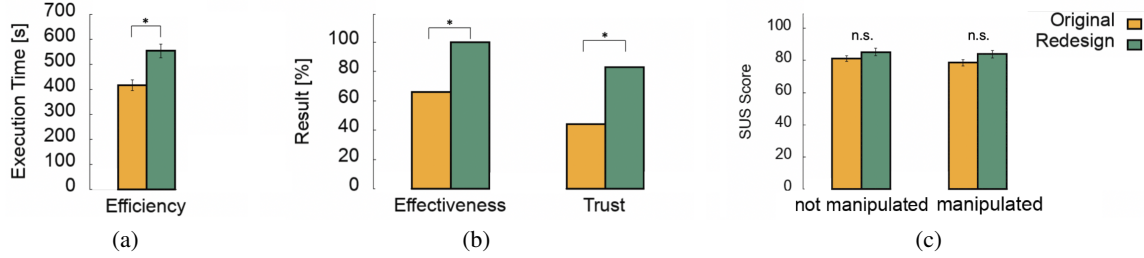 Execution Time [s]
700
600
500
400
300
200
100
0
*
Efficiency
(a)
Result [%]
100
80
60
40
20
0
*
*
Effectiveness
Trust
(b)
SUS Score
100
80
60
40
20
0
n.s.
n.s.
not manipulated
manipulated
(c)
Original
Redesign